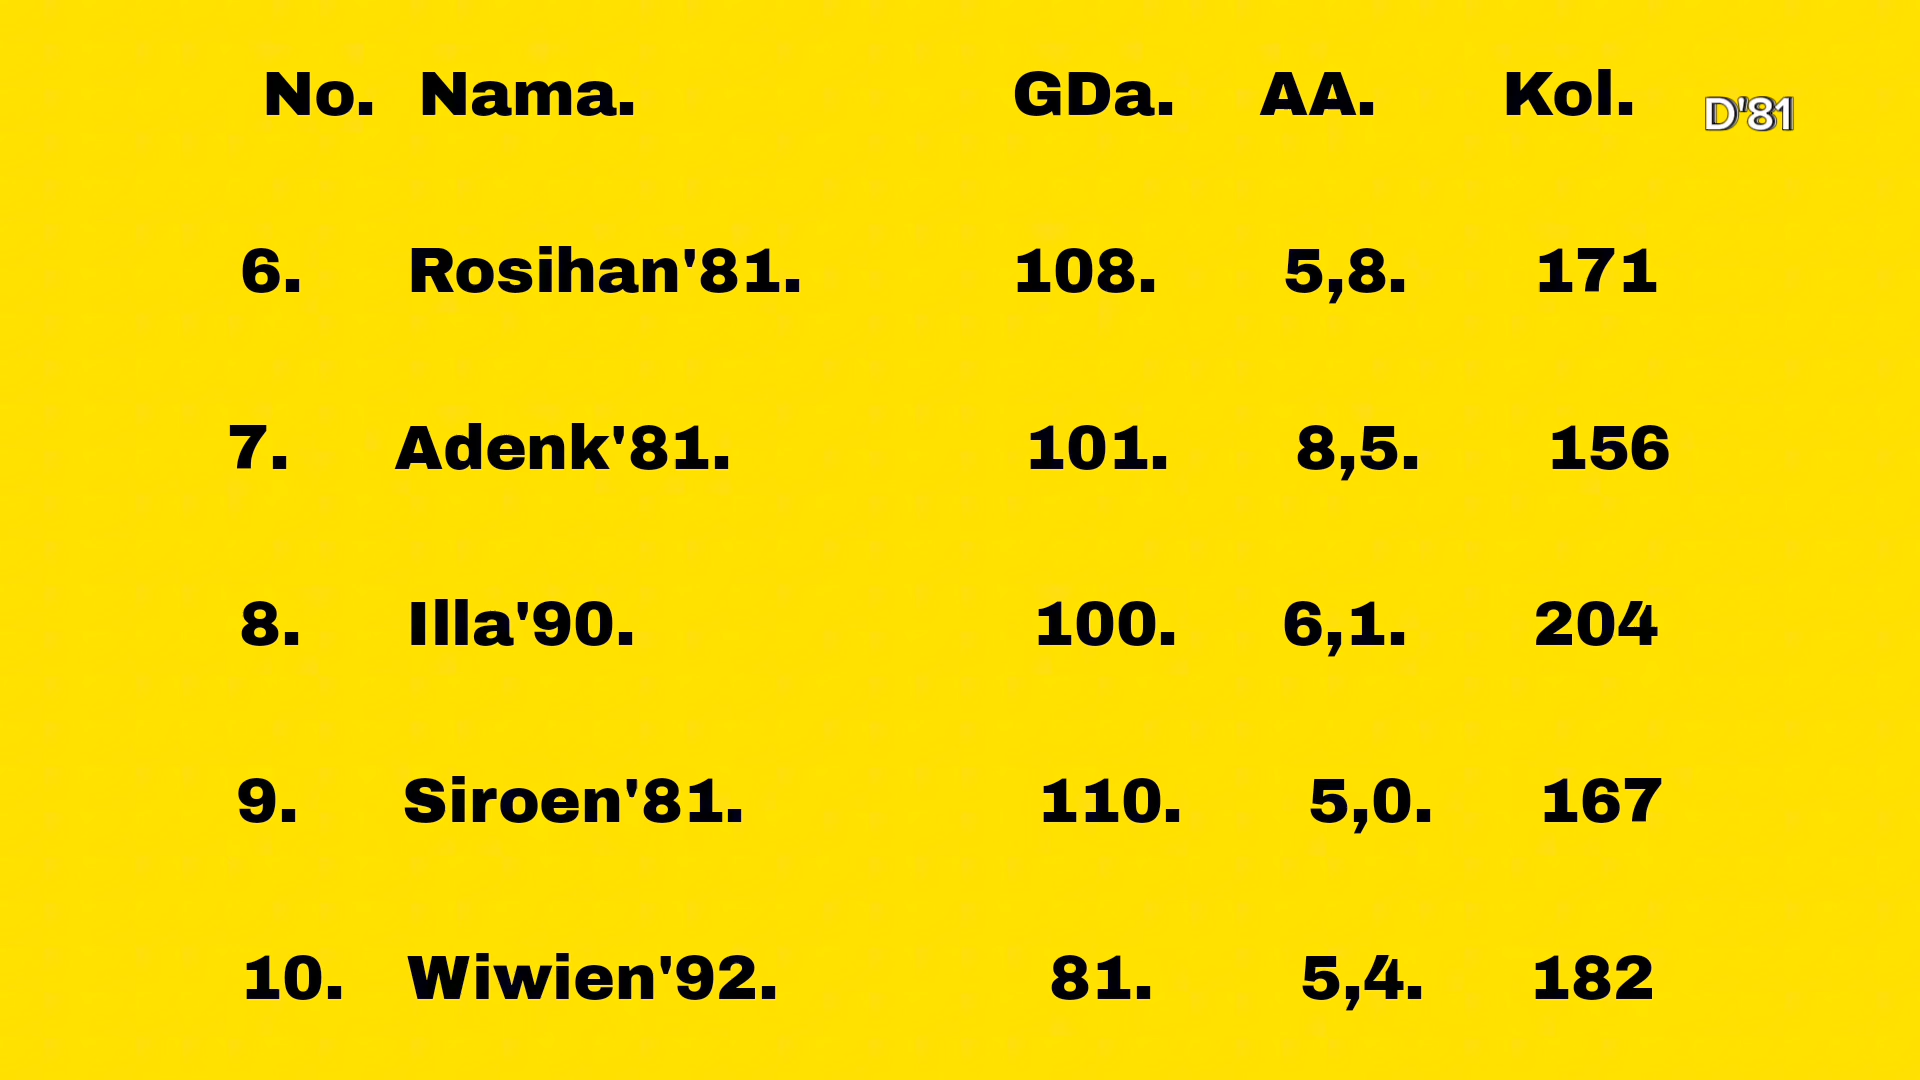 No. Nama. GDa. AA. Kol. D'81
6. Rosihan'81. 108. 5,8. 171
7. Adenk'81. 101. 8,5. 156
8. Illa'90. 100. 6,1. 204
9. Siroen'81. 110. 5,0. 167
10. Wiwien'92. 81. 5,4. 182